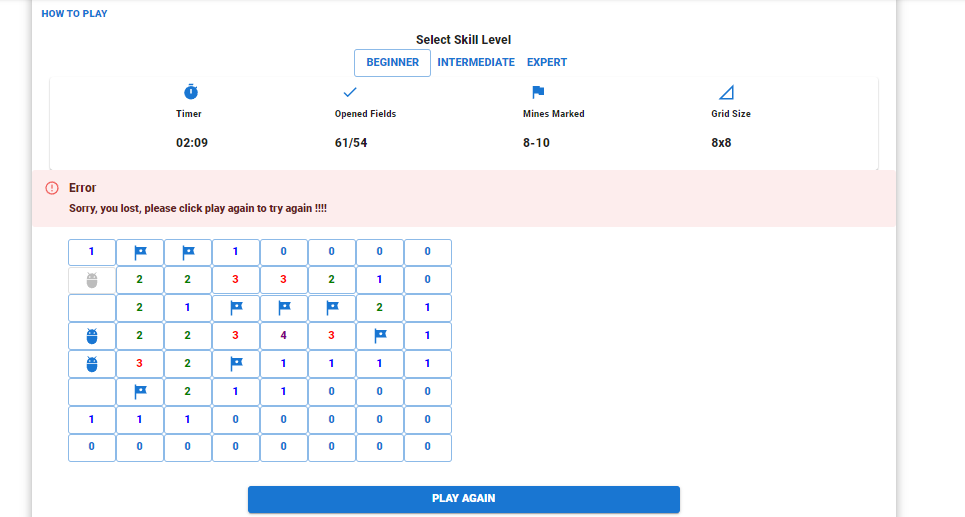 HOW TO PLAY
Select Skill Level
BEGINNER INTERMEDIATE EXPERT
Timer Opened Fields Mines Marked Grid Size
02:09 61/54 8-10 8x8
Error
Sorry, you lost, please click play again to try again !!!!
1 1 0 0 0 0
2 2 3 3 2 1 0
2 1 2 1
2 2 3 4 3 1
3 2 1 1 1 1
2 1 1 0 0 0
1 1 1 0 0 0 0 0
0 0 0 0 0 0 0 0
PLAY AGAIN